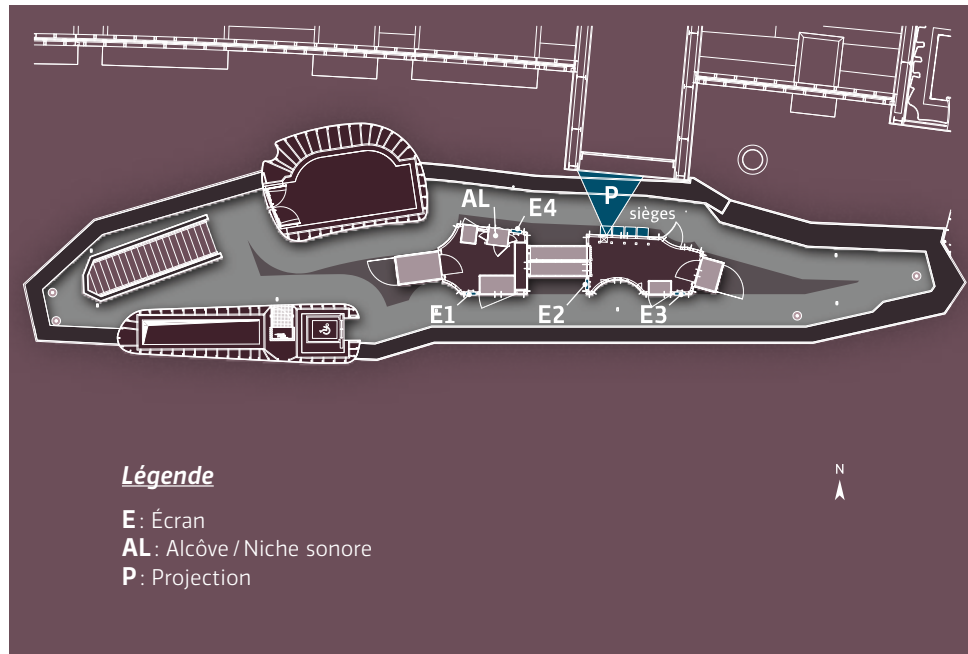 P
AL
E4
sièges
E1
E2
E3
N
Légende
E : Écran
AL : Alcôve / Niche sonore
P : Projection